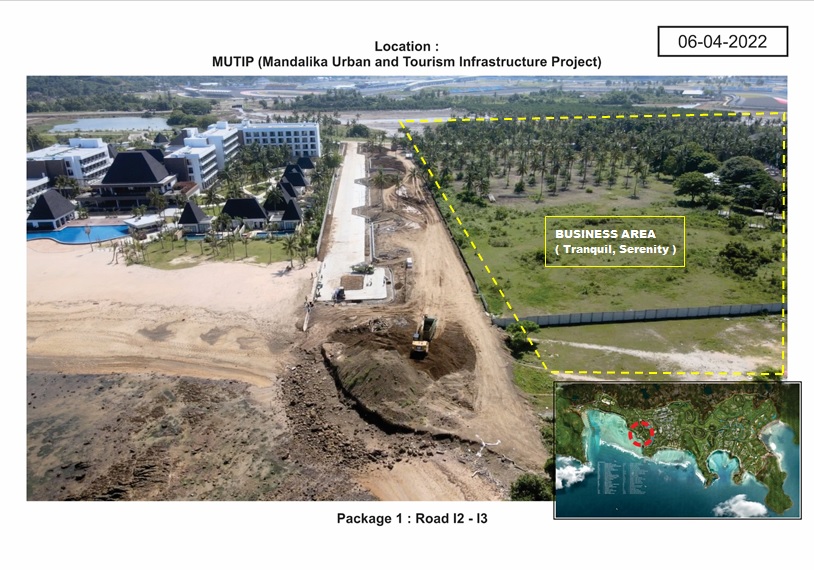 06-04-2022
Location :
MUTIP (Mandalika Urban and Tourism Infrastructure Project)
BUSINESS AREA
( Tranquil, Serenity )
Package 1 : Road I2 - I3